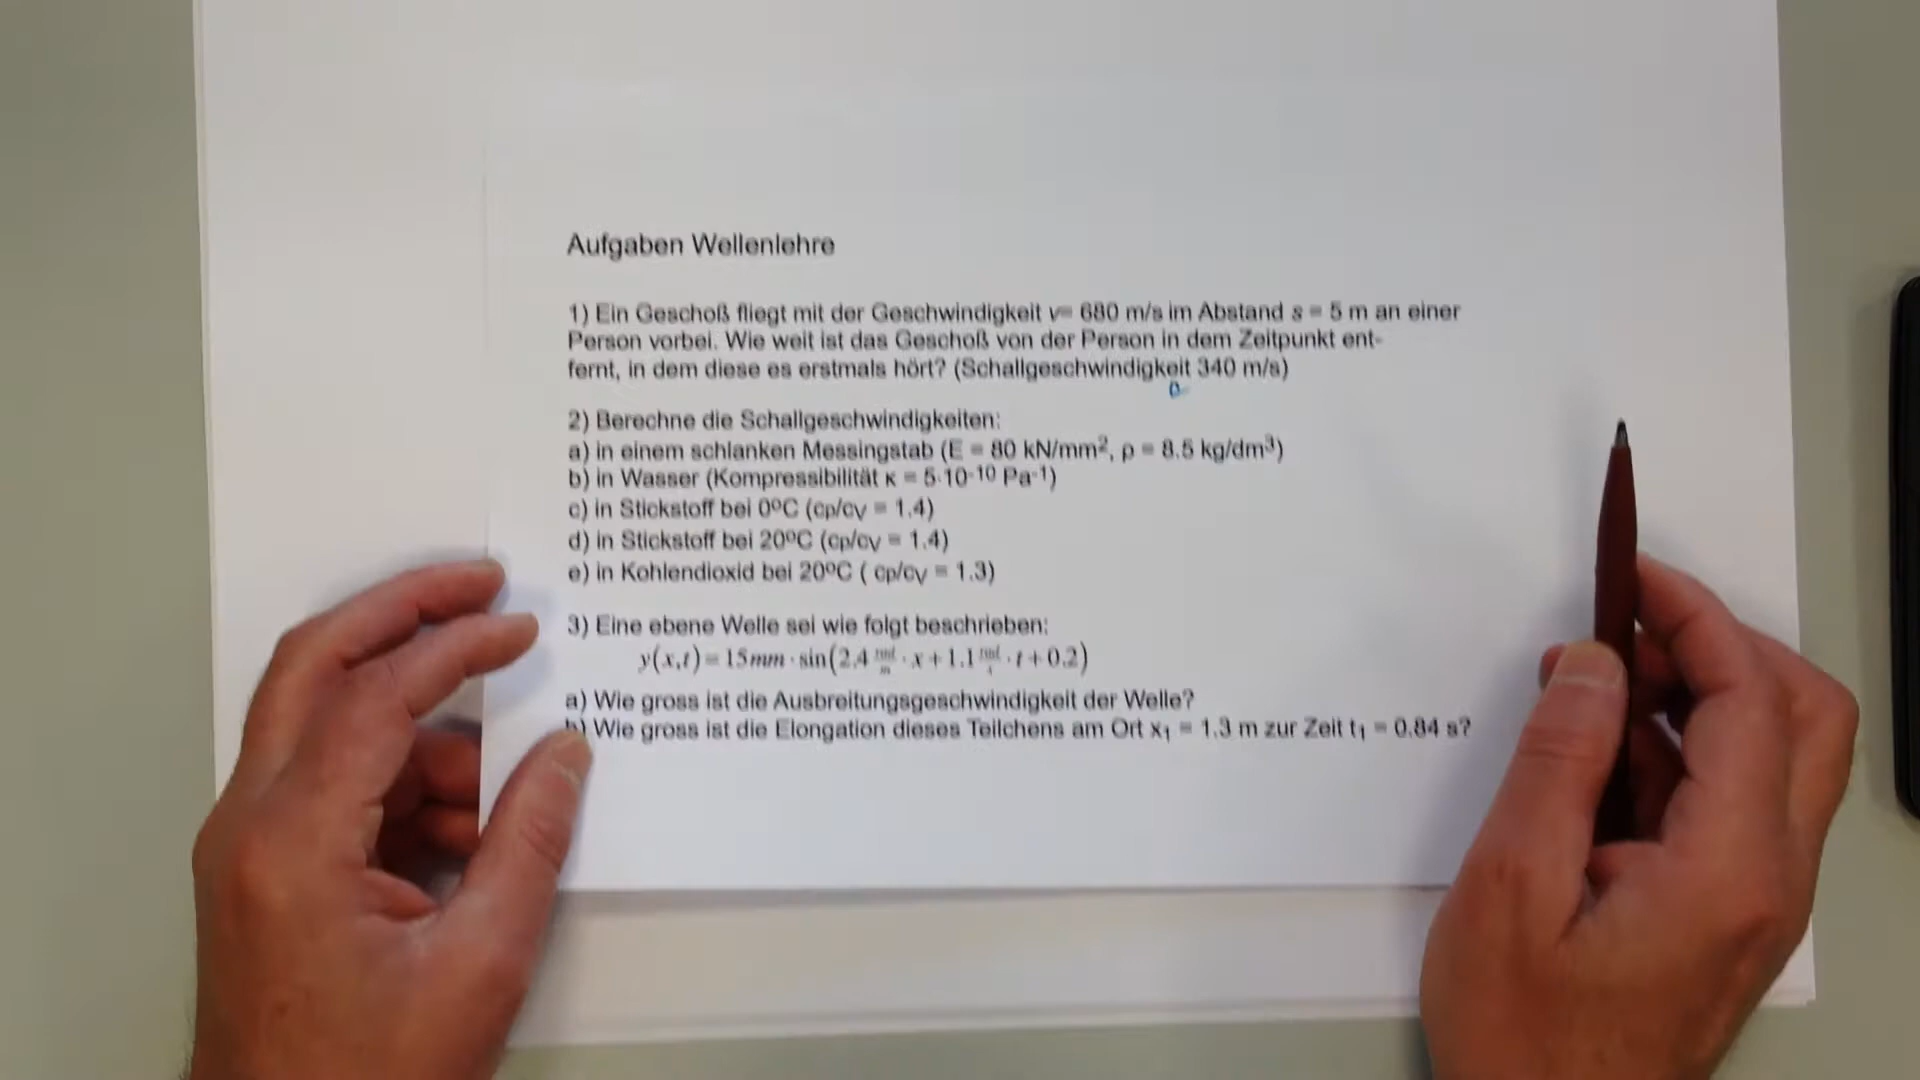 Aufgaben Wellenlehre
1) Ein Geschoß fliegt mit der Geschwindigkeit v= 680 m/s im Abstand s = 5 m an einer
Person vorbei. Wie weit ist das Geschoß von der Person in dem Zeitpunkt ent-
fernt, in dem diese es erstmals hört? (Schallgeschwindigkeit 340 m/s)
2) Berechne die Schallgeschwindigkeiten:
a) in einem schlanken Messingstab (E = 80 kN/mm², ρ = 8.5 kg/dm³)
b) in Wasser (Kompressibilität κ = 5·10⁻¹⁰ Pa⁻¹)
c) in Stickstoff bei 0ºC (cp/cv = 1.4)
d) in Stickstoff bei 20ºC (cp/cv = 1.4)
e) in Kohlendioxid bei 20ºC ( cp/cv = 1.3)
3) Eine ebene Welle sei wie folgt beschrieben:
y(x,t) = 15mm · sin(2.4 rad/m · x + 1.1 rad/s · t + 0.2)
a) Wie gross ist die Ausbreitungsgeschwindigkeit der Welle?
b) Wie gross ist die Elongation dieses Teilchens am Ort x₁ = 1.3 m zur Zeit t₁ = 0.84 s?